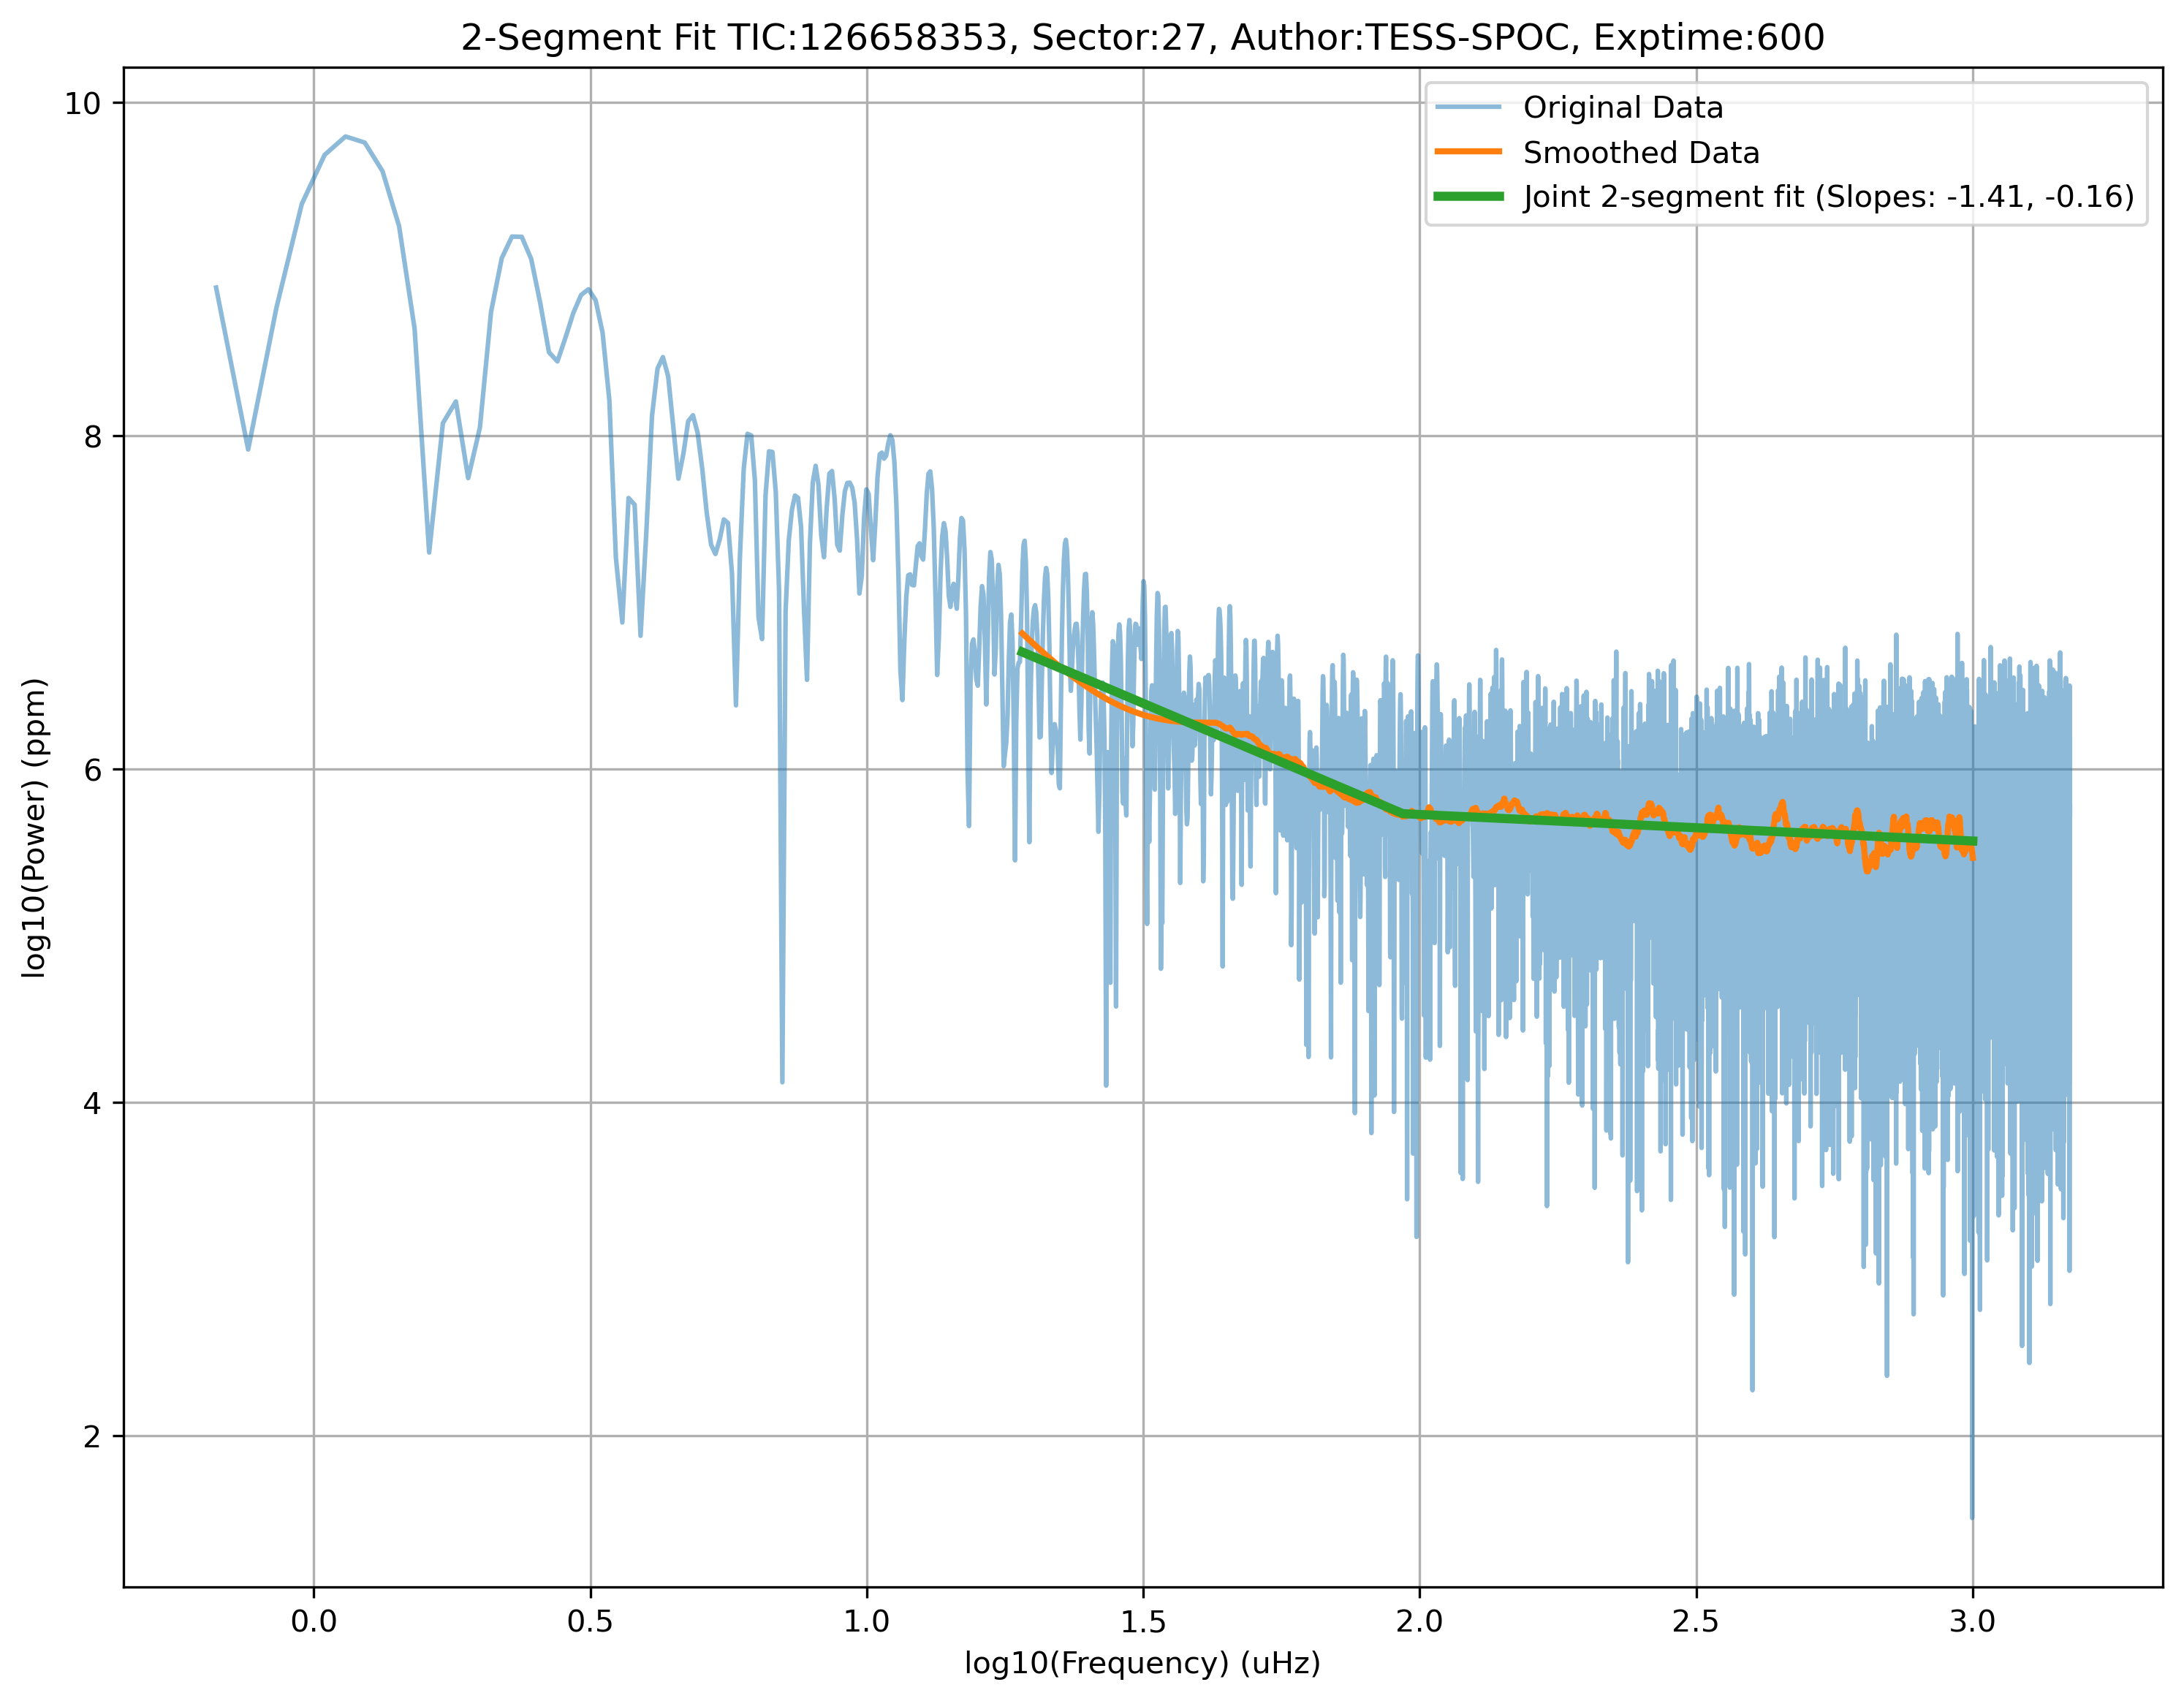 2-Segment Fit TIC:126658353, Sector:27, Author:TESS-SPOC, Exptime:600
Original Data
Smoothed Data
Joint 2-segment fit (Slopes: -1.41, -0.16)
log10(Power) (ppm)
10
8
6
4
2
0.0 0.5 1.0 1.5 2.0 2.5 3.0
log10(Frequency) (uHz)